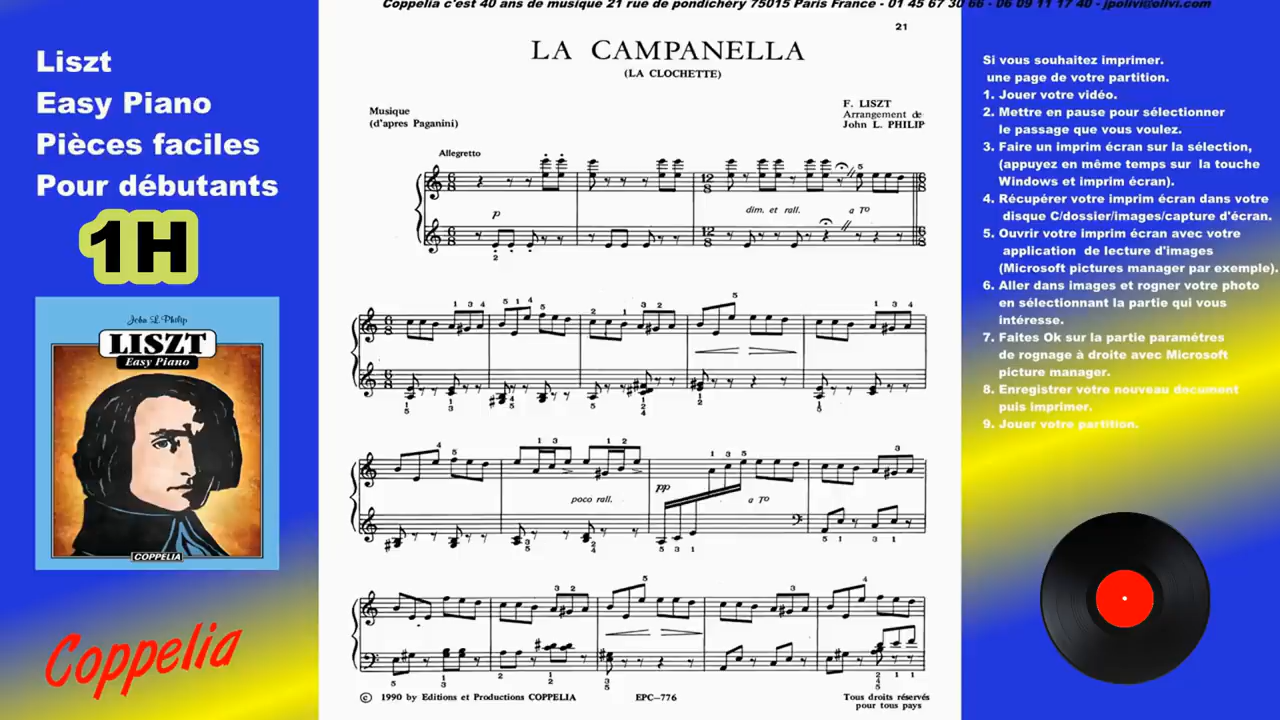 Coppelia c'est 40 ans de musique 21 rue de pondichéry 75015 Paris France - 01 45 67 30 66 - 06 09 11 17 40 - jpolivi@olivi.com
Liszt
Easy Piano
Pièces faciles
Pour débutants
1H
John L. Philip
LISZT
Easy Piano
COPPELIA
Coppelia
21
LA CAMPANELLA
(LA CLOCHETTE)
Musique
(d'apres Paganini)
F. LISZT
Arrangement de
John L. PHILIP
Allegretto
p
dim. et rall.
a TO
poco rall.
pp
a TO
© 1990 by Editions et Productions COPPELIA
EPC—776
Tous droits réservés
pour tous pays
Si vous souhaitez imprimer.
une page de votre partition.
1. Jouer votre vidéo.
2. Mettre en pause pour sélectionner
le passage que vous voulez.
3. Faire un imprim écran sur la sélection,
(appuyez en même temps sur la touche
Windows et imprim écran).
4. Récupérer votre imprim écran dans votre
disque C/dossier/images/capture d'écran.
5. Ouvrir votre imprim écran avec votre
application de lecture d'images
(Microsoft pictures manager par exemple).
6. Aller dans images et rogner votre photo
en sélectionnant la partie qui vous
intéresse.
7. Faites Ok sur la partie paramétres
de rognage à droite avec Microsoft
picture manager.
8. Enregistrer votre nouveau document
puis imprimer.
9. Jouer votre partition.